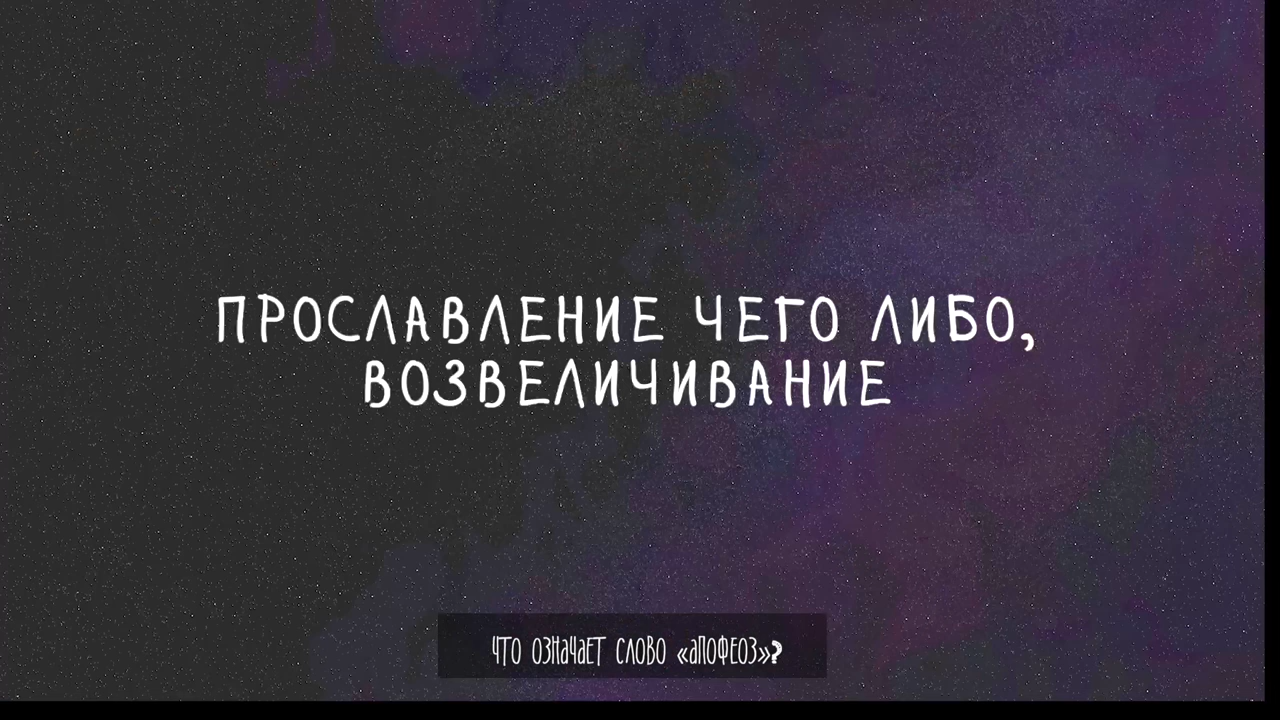 ПРОСЛАВЛЕНИЕ ЧЕГО ЛИБО,
ВОЗВЕЛИЧИВАНИЕ
ЧТО ОЗНАЧАЕТ СЛОВО «АПОФЕОЗ»?